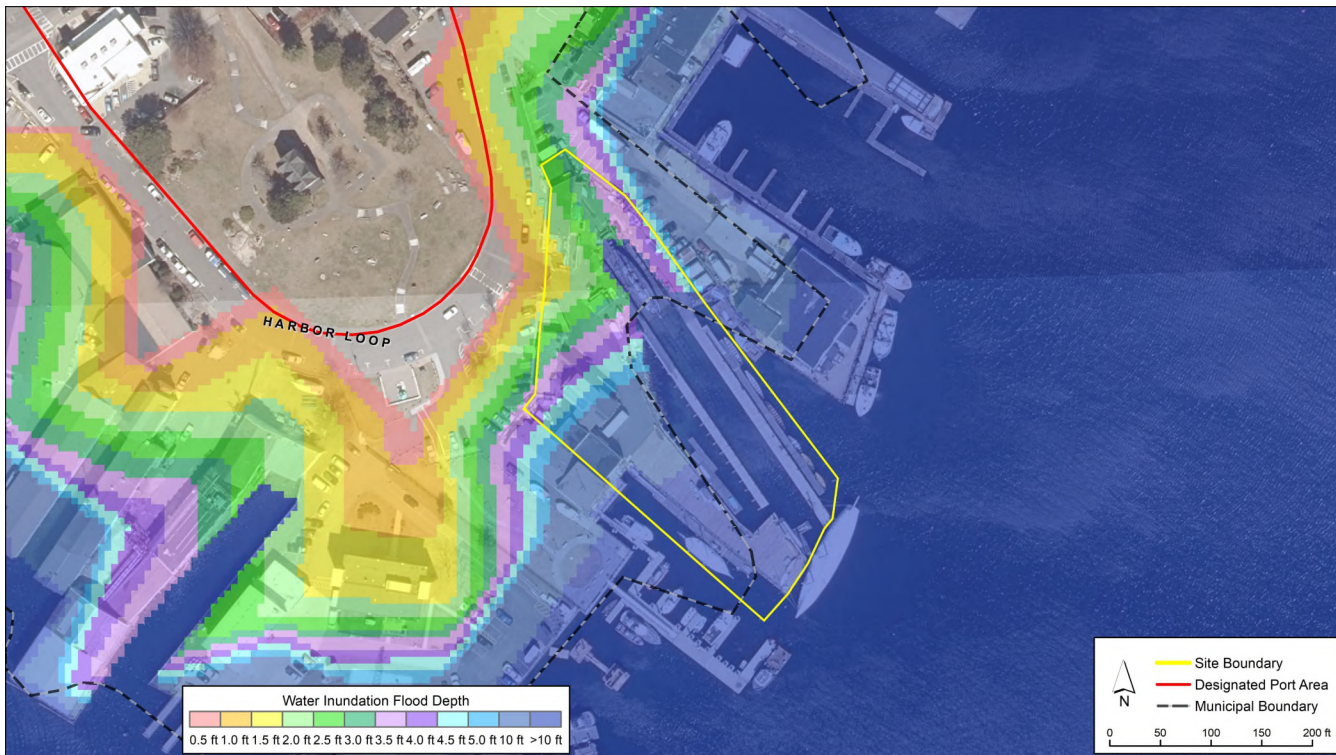 HARBOR LOOP
Water Inundation Flood Depth
0.5 ft 1.0 ft 1.5 ft 2.0 ft 2.5 ft 3.0 ft 3.5 ft 4.0 ft 4.5 ft 5.0 ft 10 ft >10 ft
Site Boundary
Designated Port Area
Municipal Boundary
N
0 50 100 200 ft